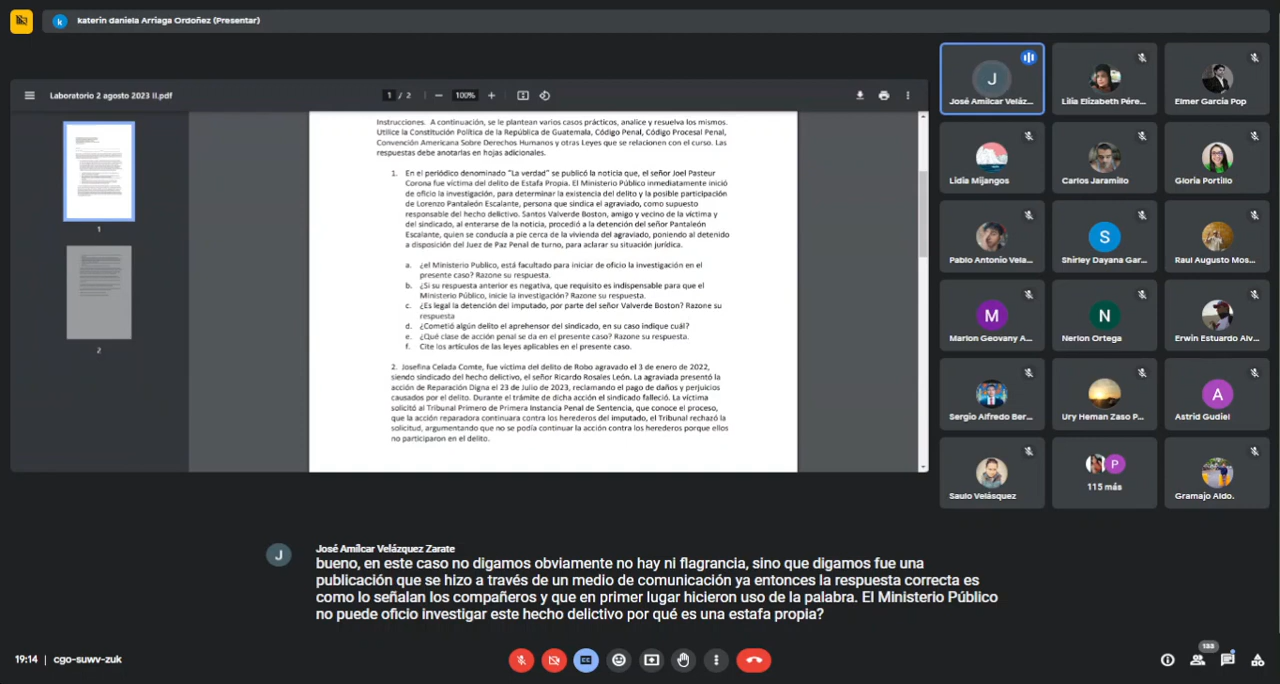 katerin daniela Arriaga Ordoñez (Presentar)
Laboratorio 2 agosto 2023 II.pdf
1 / 2
100%
1
2
Instrucciones. A continuación, se le plantean varios casos prácticos, analice y resuelva los mismos.
Utilice la Constitución Política de la República de Guatemala, Código Penal, Código Procesal Penal,
Convención Americana Sobre Derechos Humanos y otras Leyes que se relacionen con el curso. Las
respuestas debe anotarlas en hojas adicionales.
1. En el periódico denominado "La verdad" se publicó la noticia que, el señor Joel Pasteur
Corona fue víctima del delito de Estafa Propia. El Ministerio Público inmediatamente inició
de oficio la investigación, para determinar la existencia del delito y la posible participación
de Lorenzo Pantaleón Escalante, persona que sindica el agraviado, como supuesto
responsable del hecho delictivo. Santos Valverde Boston, amigo y vecino de la víctima y
del sindicado, al enterarse de la noticia, procedió a la detención del señor Pantaleón
Escalante, quien se conducía a pie cerca de la vivienda del agraviado, poniendo al detenido
a disposición del Juez de Paz Penal de turno, para aclarar su situación jurídica.
a. ¿el Ministerio Publico, está facultado para iniciar de oficio la investigación en el
presente caso? Razone su respuesta.
b. ¿Si su respuesta anterior es negativa, que requisito es indispensable para que el
Ministerio Público, inicie la investigación? Razone su respuesta.
c. ¿Es legal la detención del imputado, por parte del señor Valverde Boston? Razone su
respuesta
d. ¿Cometió algún delito el aprehensor del sindicado, en su caso indique cuál?
e. ¿Qué clase de acción penal se da en el presente caso? Razone su respuesta.
f. Cite los artículos de las leyes aplicables en el presente caso.
2. Josefina Celada Comte, fue víctima del delito de Robo agravado el 3 de enero de 2022,
siendo sindicado del hecho delictivo, el señor Ricardo Rosales León. La agraviada presentó la
acción de Reparación Digna el 23 de Julio de 2023, reclamando el pago de daños y perjuicios
causados por el delito. Durante el trámite de dicha acción el sindicado falleció. La víctima
solicitó al Tribunal Primero de Primera Instancia Penal de Sentencia, que conoce el proceso,
que la acción reparadora continuara contra los herederos del imputado, el Tribunal rechazó la
solicitud, argumentando que no se podía continuar la acción contra los herederos porque ellos
no participaron en el delito.
José Amílcar Veláz...
Lilia Elizabeth Pére...
Elmer García Pop
Lidia Mijangos
Carlos Jaramillo
Gloria Portillo
Pablo Antonio Vela...
Shirley Dayana Gar...
Raul Augusto Mos...
Marlon Geovany A...
Nerlon Ortega
Erwin Estuardo Alv...
Sergio Alfredo Ber...
Ury Heman Zaso P...
Astrid Gudiel
Saulo Velásquez
115 más
Gramajo Aldo.
José Amílcar Velázquez Zarate
bueno, en este caso no digamos obviamente no hay ni flagrancia, sino que digamos fue una
publicación que se hizo a través de un medio de comunicación ya entonces la respuesta correcta es
como lo señalan los compañeros y que en primer lugar hicieron uso de la palabra. El Ministerio Público
no puede oficio investigar este hecho delictivo por qué es una estafa propia?
19:14 | cgo-suwv-zuk
133